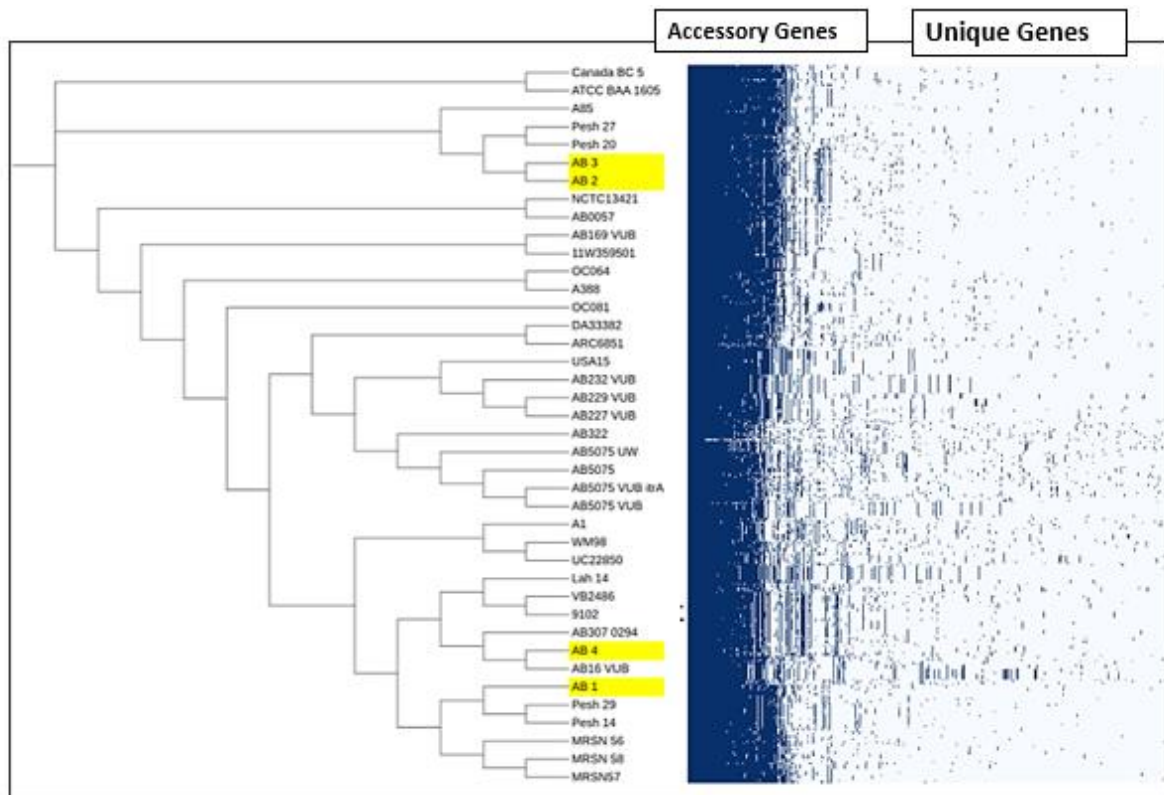 Accessory Genes
Unique Genes
Canada BC 5
ATCC BAA 1605
A85
Pesh 27
Pesh 20
AB 3
AB 2
NCTC13421
AB0057
AB169 VUB
11W359501
OC064
A388
OC081
DA33382
ARC6851
USA15
AB232 VUB
AB229 VUB
AB227 VUB
AB322
AB5075 UW
AB5075
AB5075 VUB itrA
AB5075 VUB
A1
WM98
UC22850
Lah 14
VB2486
9102
AB307 0294
AB 4
AB16 VUB
AB 1
Pesh 29
Pesh 14
MRSN 56
MRSN 58
MRSN57